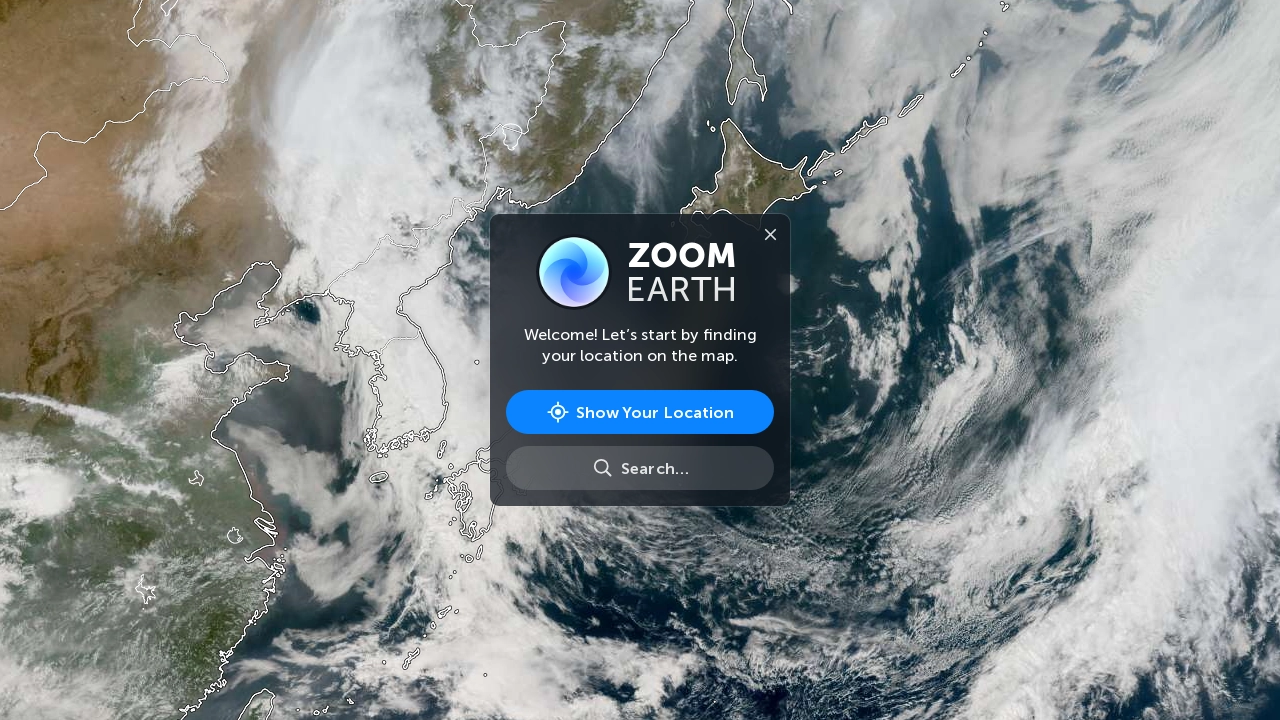 ZOOM
EARTH
Welcome! Let’s start by finding
your location on the map.
Show Your Location
Search...